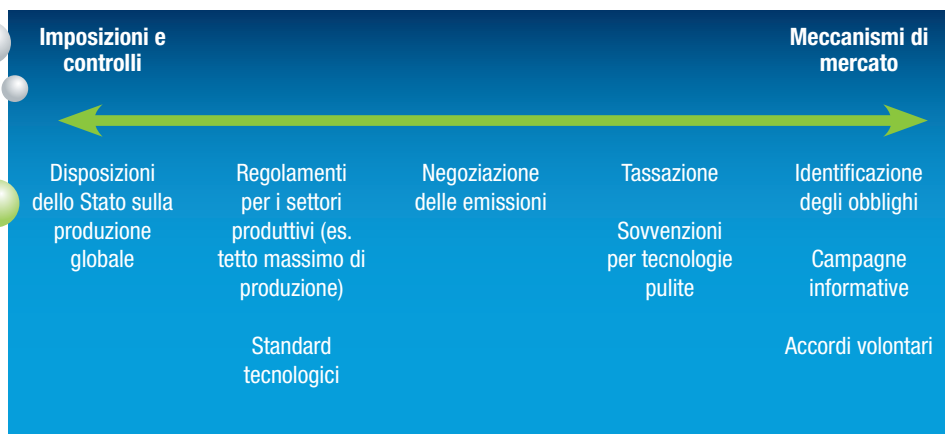 Imposizioni e
controlli
Meccanismi di
mercato
Disposizioni
dello Stato sulla
produzione
globale
Regolamenti
per i settori
produttivi (es.
tetto massimo di
produzione)
Standard
tecnologici
Negoziazione
delle emissioni
Tassazione
Sovvenzioni
per tecnologie
pulite
Identificazione
degli obblighi
Campagne
informative
Accordi volontari